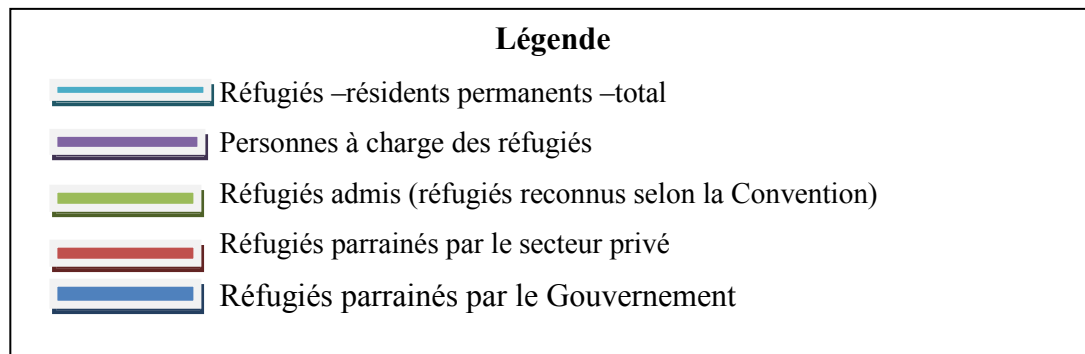 Légende
Réfugiés –résidents permanents –total
Personnes à charge des réfugiés
Réfugiés admis (réfugiés reconnus selon la Convention)
Réfugiés parrainés par le secteur privé
Réfugiés parrainés par le Gouvernement